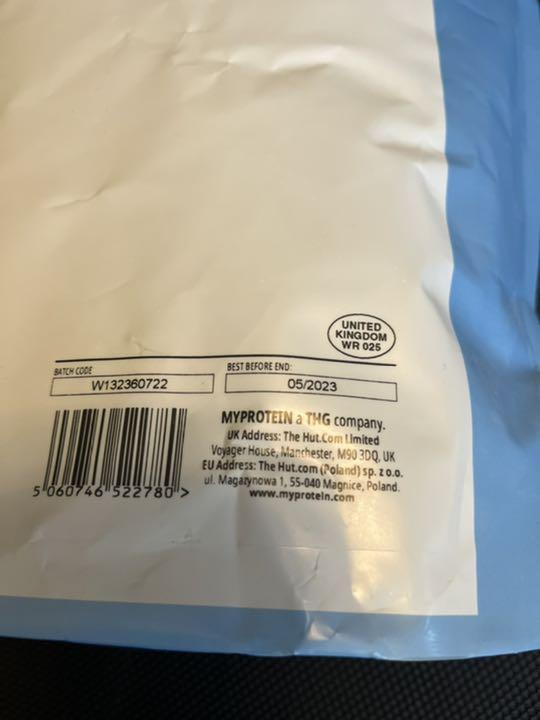 UNITED
KINGDOM
WR 025
BATCH CODE
W132360722
BEST BEFORE END:
05/2023
MYPROTEIN a THG company.
UK Address: The Hut.Com Limited
Voyager House, Manchester, M90 3DQ, UK
EU Address: The Hut.com (Poland) sp. z o.o.
ul. Magazynowa 1, 55-040 Magnice, Poland.
www.myprotein.com
5 060746 522780 >